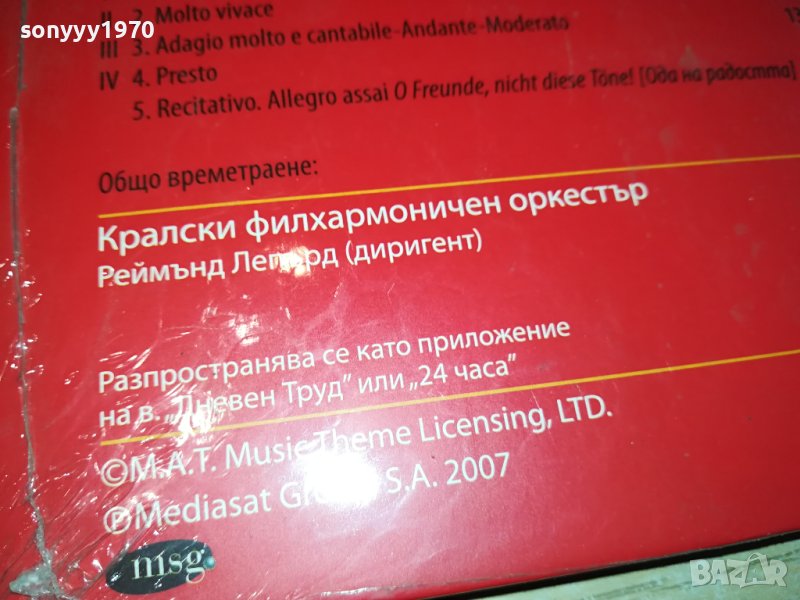 sonyyy1970
II 2. Molto vivace
III 3. Adagio molto e cantabile-Andante-Moderato
IV 4. Presto
5. Recitativo. Allegro assai O Freunde, nicht diese Töne! [Ода на радостта]
Общо времетраене:
Кралски филхармоничен оркестър
Реймънд Лепърд (диригент)
Разпространява се като приложение
на в. „Дневен Труд” или „24 часа”
©M.A.T. Music Theme Licensing, LTD.
℗Mediasat Group S.A. 2007
msg
BAZAR